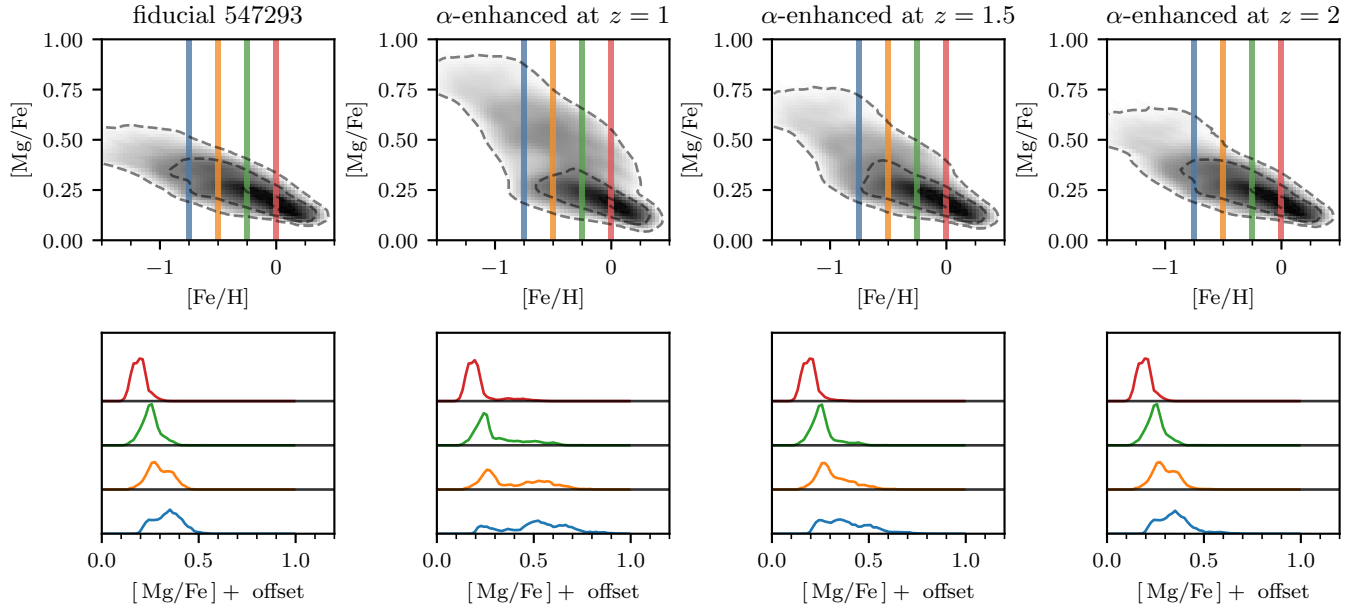 fiducial 547293
α-enhanced at z = 1
α-enhanced at z = 1.5
α-enhanced at z = 2
[Mg/Fe]
1.00
0.75
0.50
0.25
0.00
−1
0
[Fe/H]
[Mg/Fe]
1.00
0.75
0.50
0.25
0.00
−1
0
[Fe/H]
[Mg/Fe]
1.00
0.75
0.50
0.25
0.00
−1
0
[Fe/H]
[Mg/Fe]
1.00
0.75
0.50
0.25
0.00
−1
0
[Fe/H]
0.0 0.5 1.0
[Mg/Fe] + offset
0.0 0.5 1.0
[Mg/Fe] + offset
0.0 0.5 1.0
[Mg/Fe] + offset
0.0 0.5 1.0
[Mg/Fe] + offset